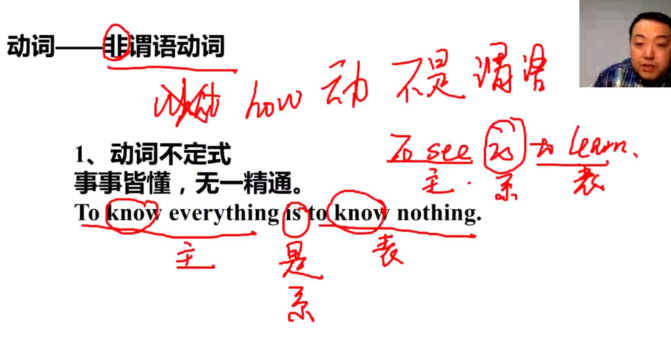 动词——非谓语动词
how 动 不是 谓语
To see is to learn.
主. 系 表
1、动词不定式
事事皆懂，无一精通。
To know everything is to know nothing.
主 是 表
系